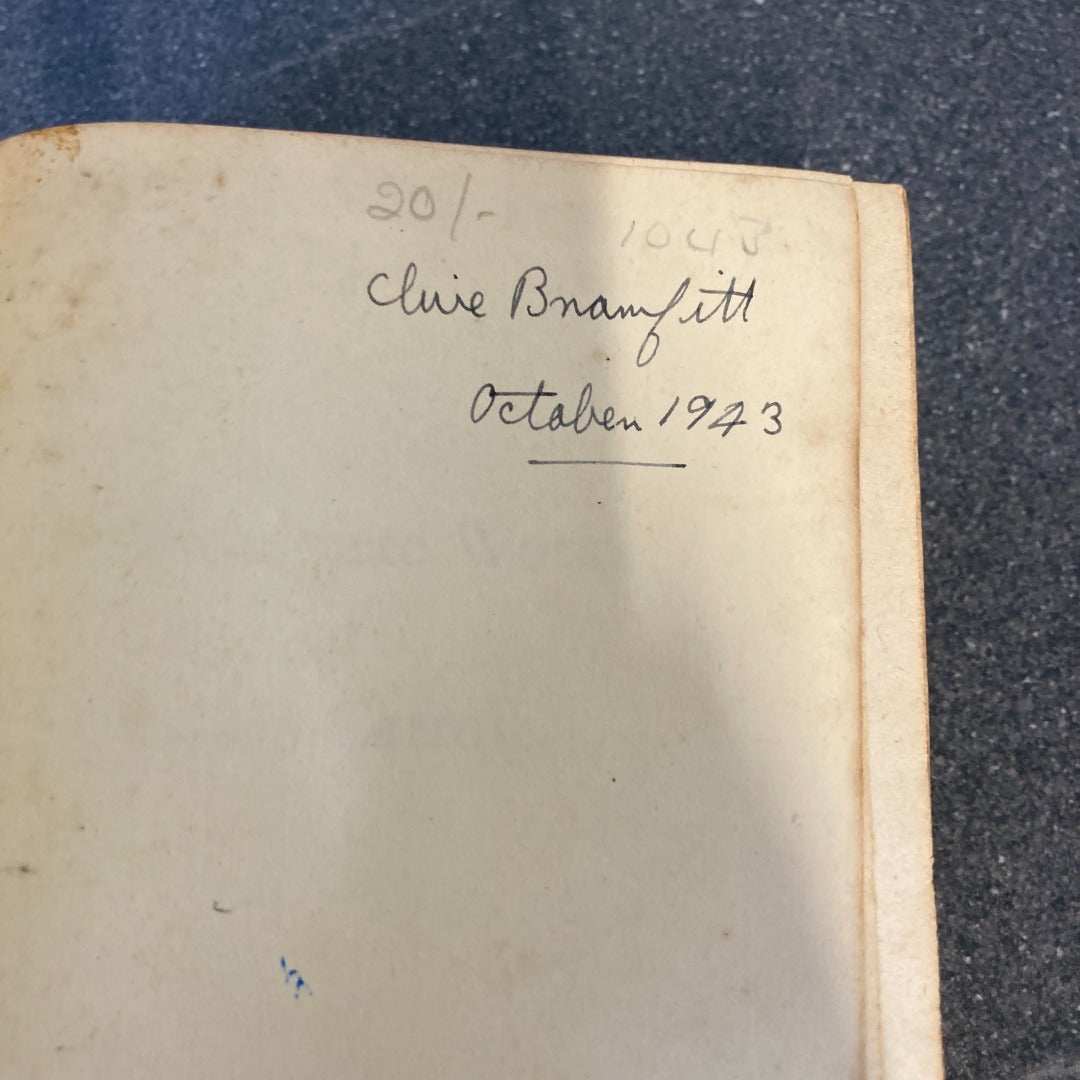 20/-
1043
Clive Bramfitt
October 1943